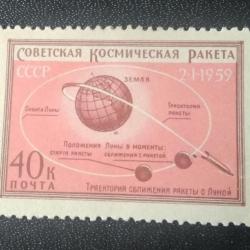 СОВЕТСКАЯ КОСМИЧЕСКАЯ РАКЕТА
СССР
2-1-1959
ЗЕМЛЯ
ОРБИТА ЛУНЫ
ТРАЕКТОРИЯ
РАКЕТЫ
ПОЛОЖЕНИЯ ЛУНЫ В МОМЕНТЫ:
СТАРТА РАКЕТЫ
СБЛИЖЕНИЯ С РАКЕТОЙ
40К
ПОЧТА
ТРАЕКТОРИЯ СБЛИЖЕНИЯ РАКЕТЫ С ЛУНОЙ